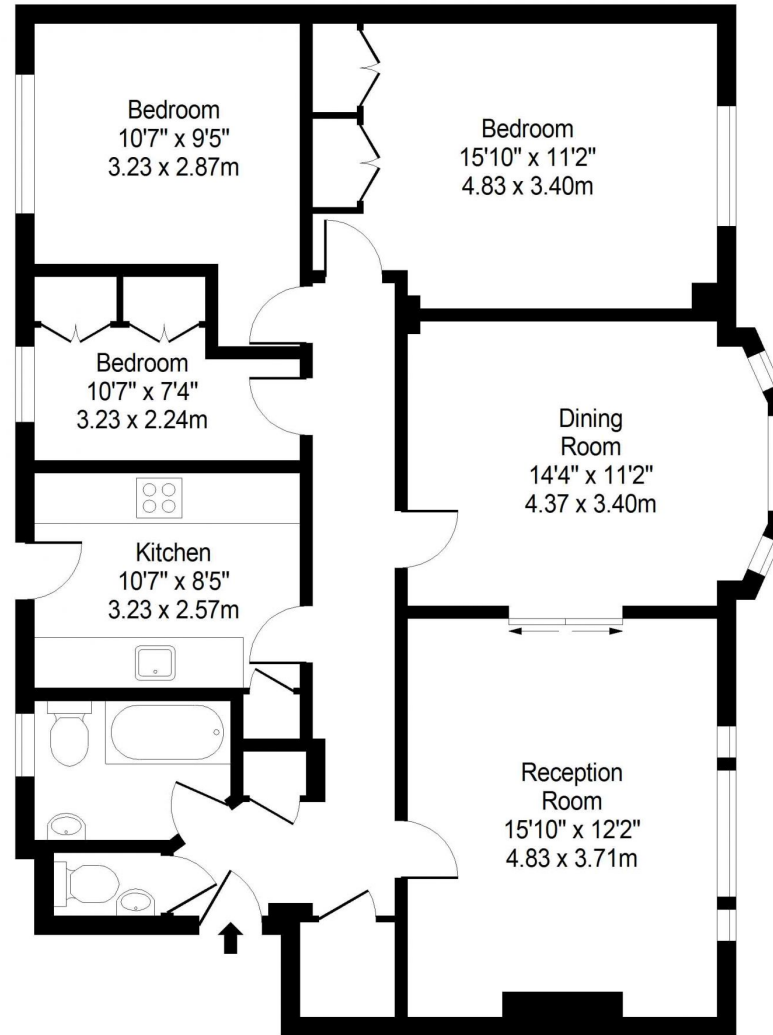 Bedroom
10'7" x 9'5"
3.23 x 2.87m
Bedroom
15'10" x 11'2"
4.83 x 3.40m
Bedroom
10'7" x 7'4"
3.23 x 2.24m
Dining
Room
14'4" x 11'2"
4.37 x 3.40m
Kitchen
10'7" x 8'5"
3.23 x 2.57m
Reception
Room
15'10" x 12'2"
4.83 x 3.71m